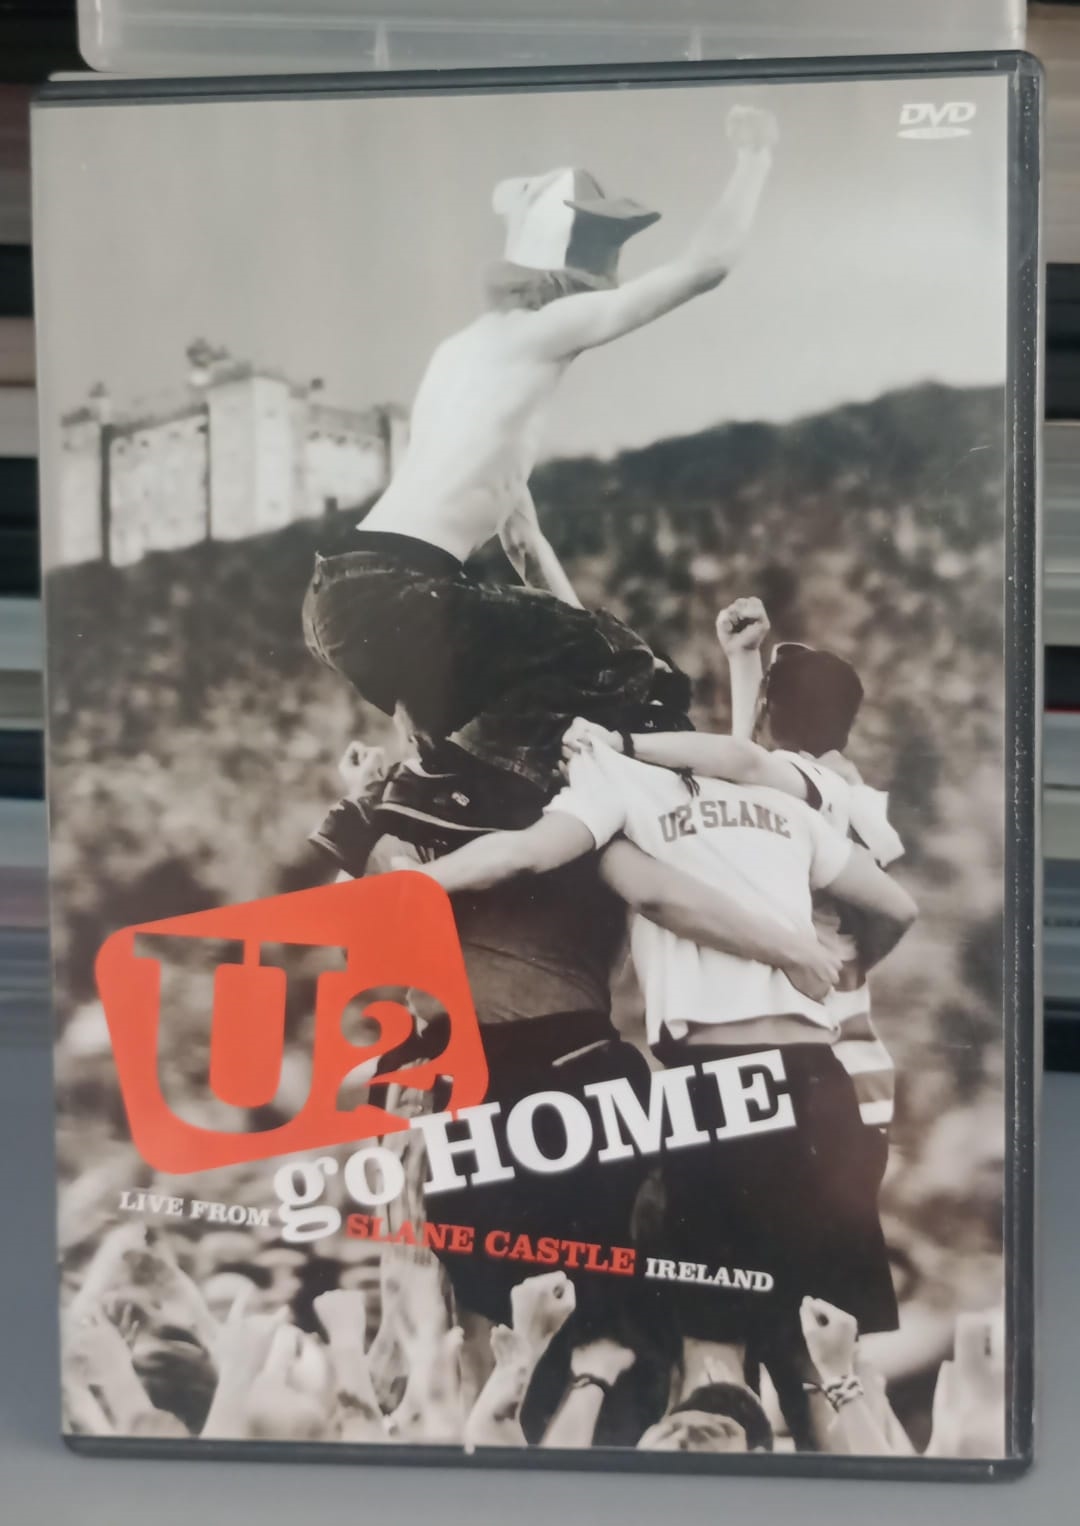 DVD
U2 SLANE
U2
go HOME
LIVE FROM SLANE CASTLE IRELAND